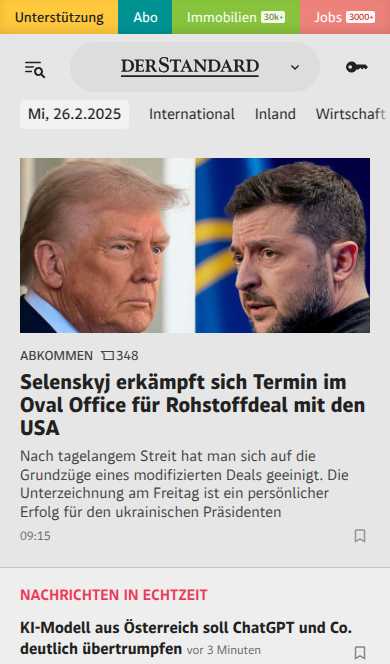 Unterstützung Abo Immobilien 30k+ Jobs 3000+
DERSTANDARD
Mi, 26.2.2025 International Inland Wirtschaft
ABKOMMEN 348
Selenskyj erkämpft sich Termin im
Oval Office für Rohstoffdeal mit den
USA
Nach tagelangem Streit hat man sich auf die
Grundzüge eines modifizierten Deals geeinigt. Die
Unterzeichnung am Freitag ist ein persönlicher
Erfolg für den ukrainischen Präsidenten
09:15
NACHRICHTEN IN ECHTZEIT
KI-Modell aus Österreich soll ChatGPT und Co.
deutlich übertrumpfen vor 3 Minuten